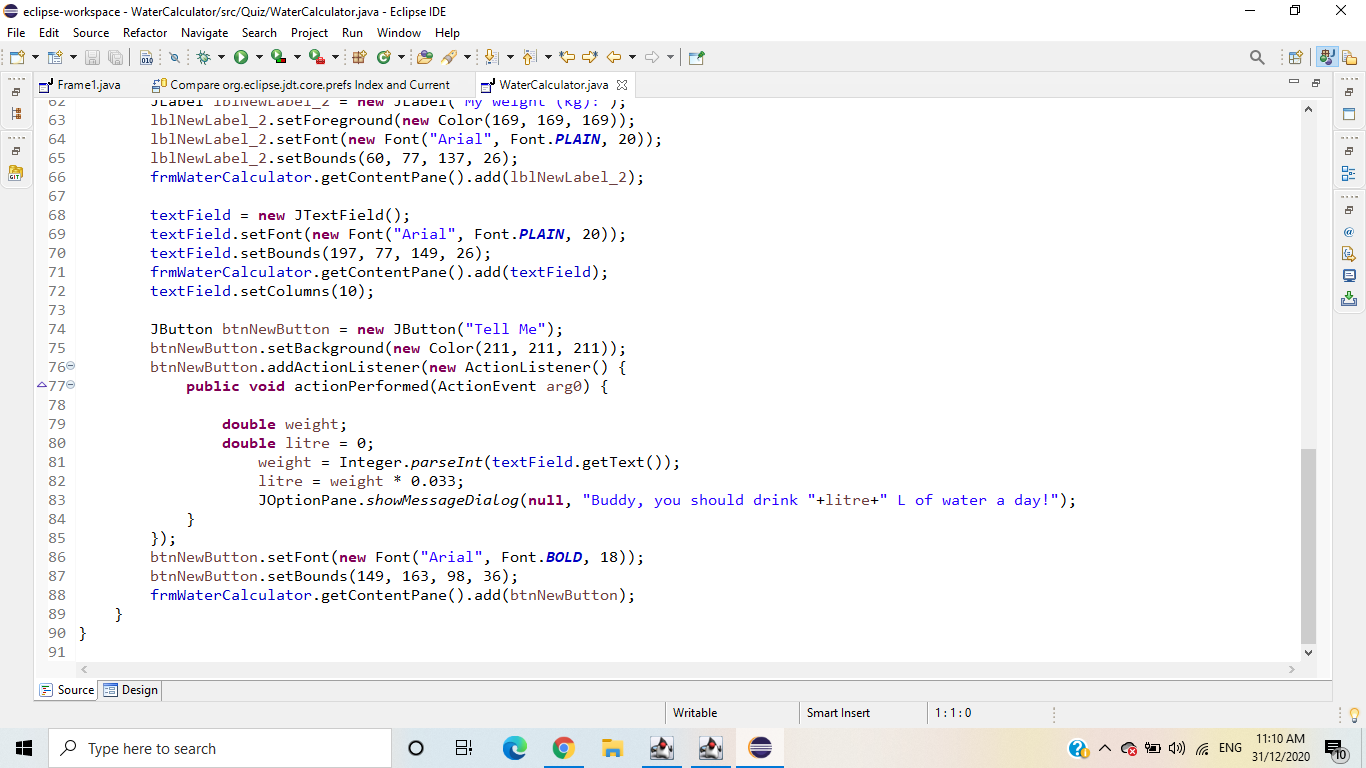 eclipse-workspace - WaterCalculator/src/Quiz/WaterCalculator.java - Eclipse IDE
File Edit Source Refactor Navigate Search Project Run Window Help
Frame1.java Compare org.eclipse.jdt.core.prefs Index and Current WaterCalculator.java
62 JLabel lblNewLabel_2 = new JLabel("My weight (kg): ");
63 lblNewLabel_2.setForeground(new Color(169, 169, 169));
64 lblNewLabel_2.setFont(new Font("Arial", Font.PLAIN, 20));
65 lblNewLabel_2.setBounds(60, 77, 137, 26);
66 frmWaterCalculator.getContentPane().add(lblNewLabel_2);
67
68 textField = new JTextField();
69 textField.setFont(new Font("Arial", Font.PLAIN, 20));
70 textField.setBounds(197, 77, 149, 26);
71 frmWaterCalculator.getContentPane().add(textField);
72 textField.setColumns(10);
73
74 JButton btnNewButton = new JButton("Tell Me");
75 btnNewButton.setBackground(new Color(211, 211, 211));
76 btnNewButton.addActionListener(new ActionListener() {
77 public void actionPerformed(ActionEvent arg0) {
78
79 double weight;
80 double litre = 0;
81 weight = Integer.parseInt(textField.getText());
82 litre = weight * 0.033;
83 JOptionPane.showMessageDialog(null, "Buddy, you should drink "+litre+" L of water a day!");
84 }
85 });
86 btnNewButton.setFont(new Font("Arial", Font.BOLD, 18));
87 btnNewButton.setBounds(149, 163, 98, 36);
88 frmWaterCalculator.getContentPane().add(btnNewButton);
89 }
90 }
91
Source Design
Writable Smart Insert 1 : 1 : 0
Type here to search
ENG
11:10 AM
31/12/2020
10